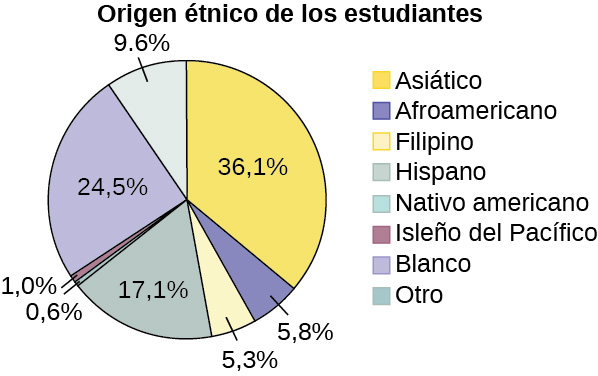 Origen étnico de los estudiantes
9.6%
36,1%
24,5%
17,1%
1,0%
0,6%
5,3%
5,8%
Asiático
Afroamericano
Filipino
Hispano
Nativo americano
Isleño del Pacífico
Blanco
Otro